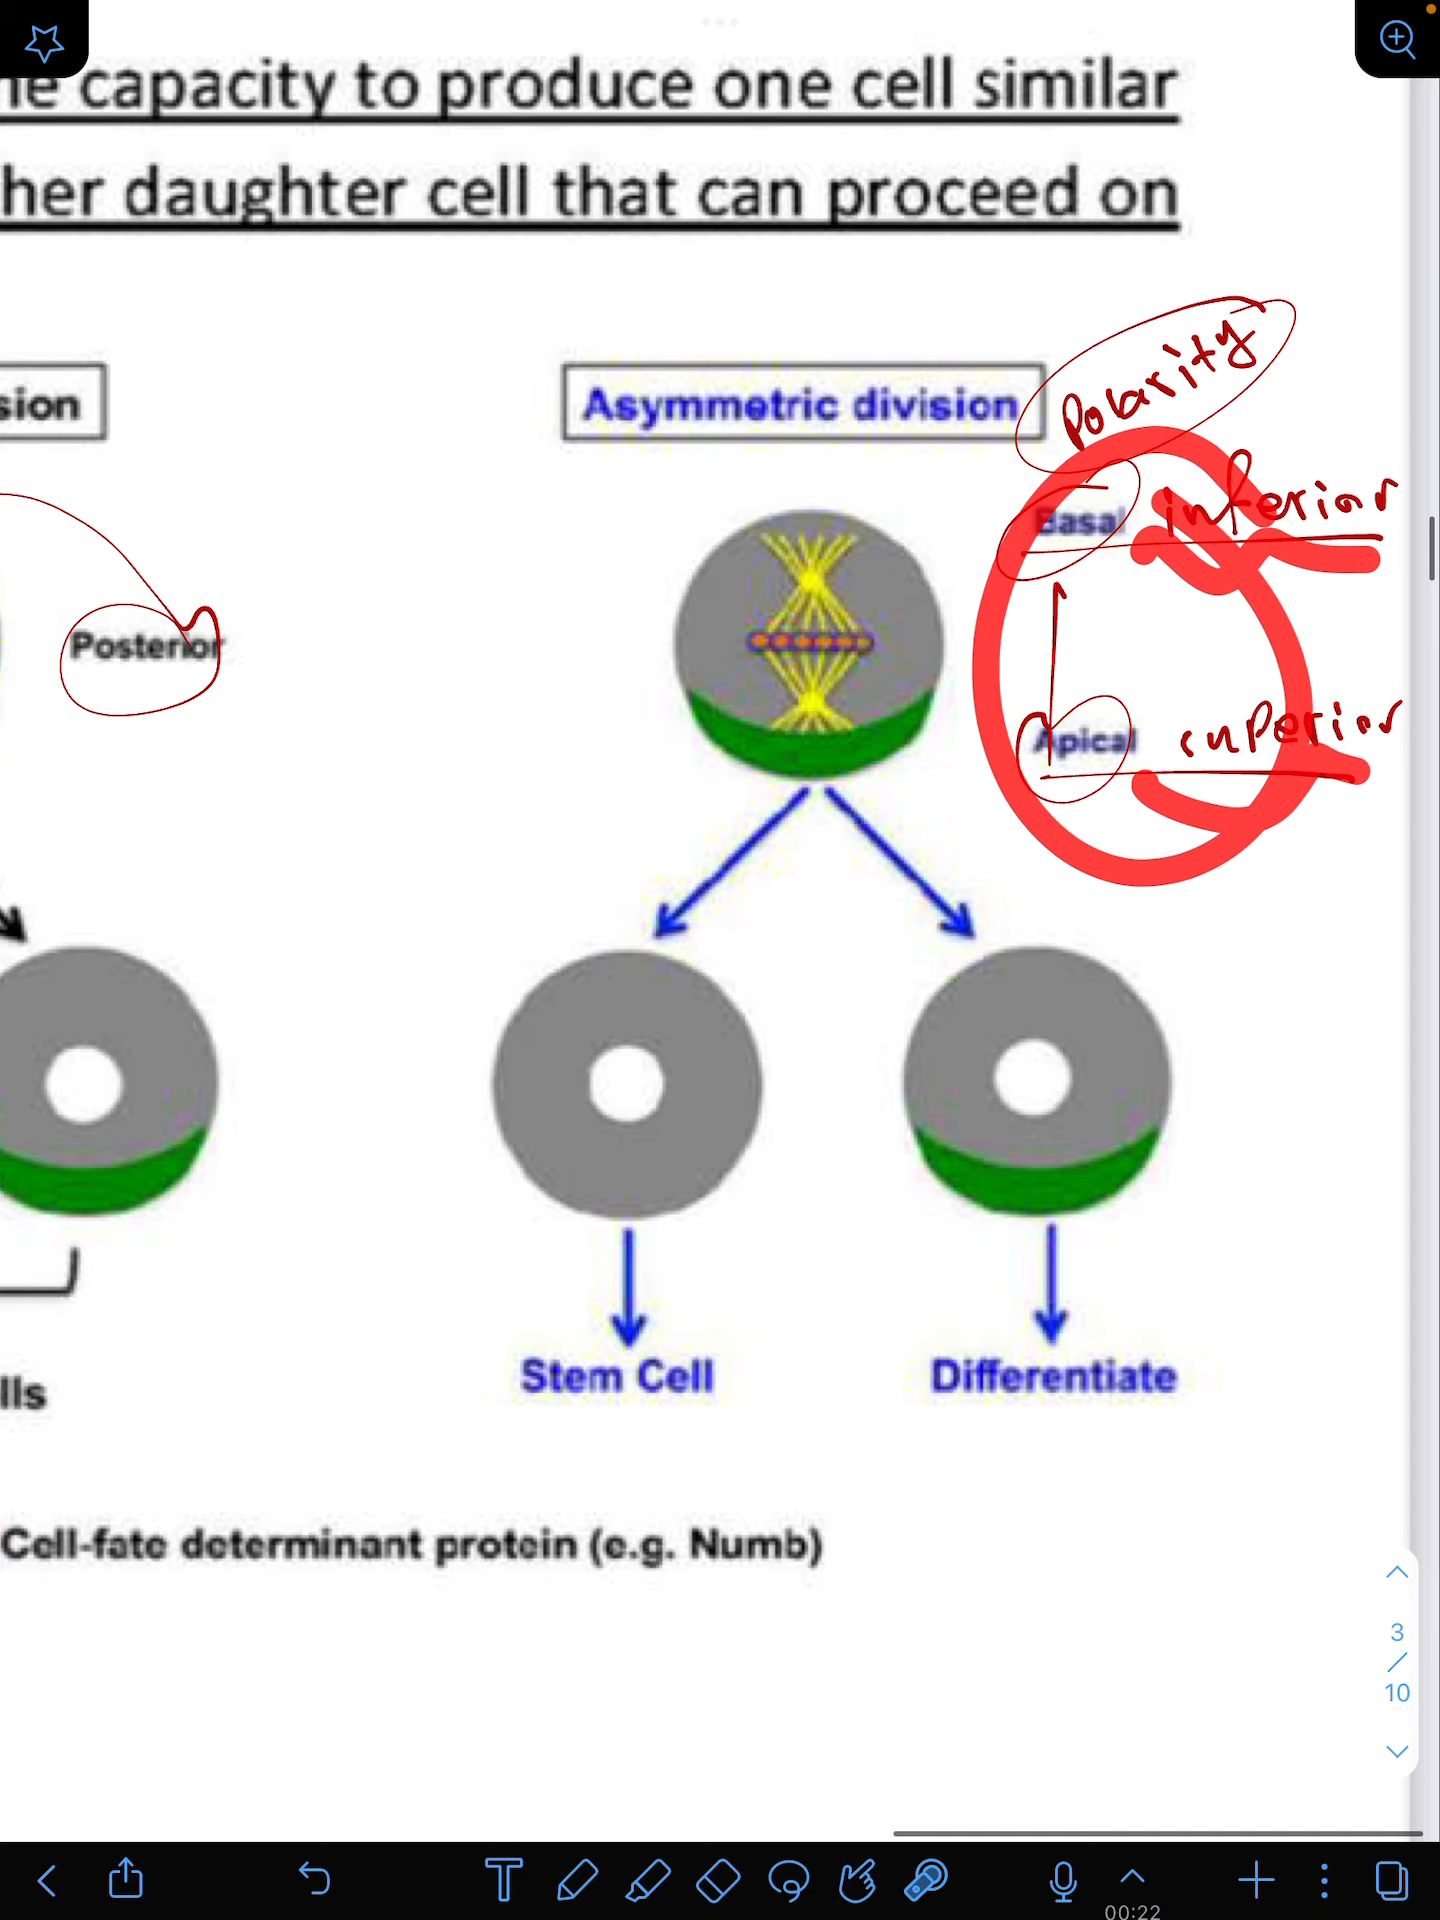 ne capacity to produce one cell similar
her daughter cell that can proceed on
Polarity
sion
Asymmetric division
Basal inferior
Posterior
Apical superior
Stem Cell
Differentiate
lls
Cell-fate determinant protein (e.g. Numb)
3
/
10
T
00:22